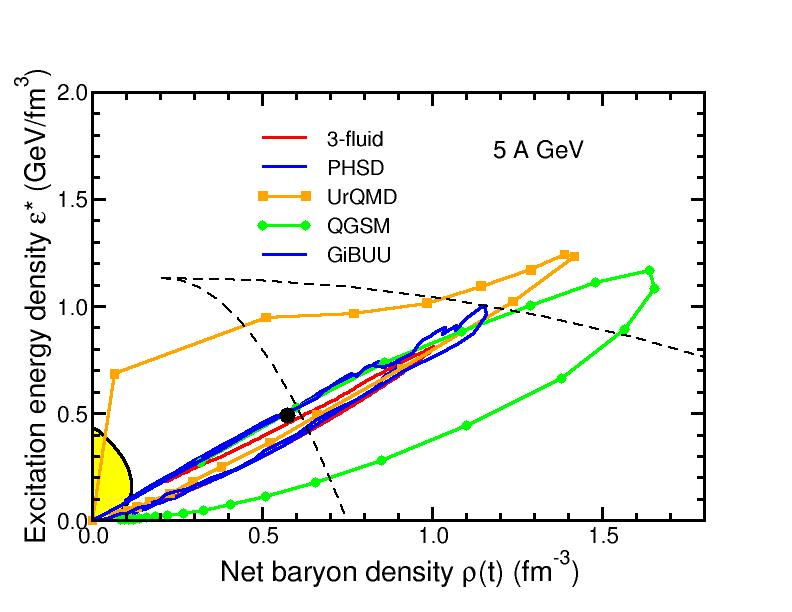 2.0
1.5
1.0
0.5
0.0
Excitation energy density ε* (GeV/fm³)
3-fluid
PHSD
UrQMD
QGSM
GiBUU
5 A GeV
0.0 0.5 1.0 1.5
Net baryon density ρ(t) (fm⁻³)